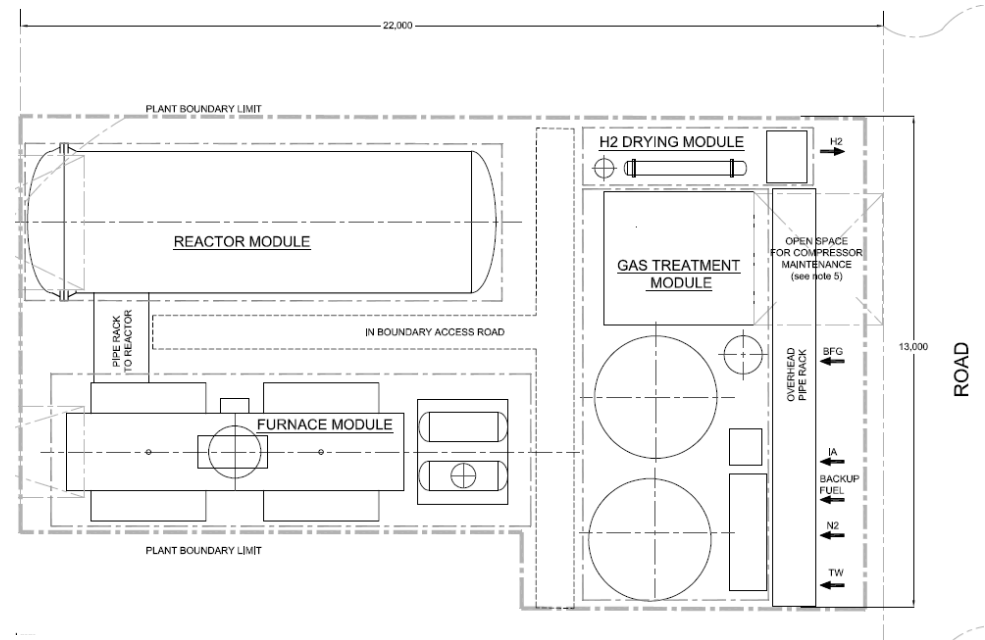 22,000
PLANT BOUNDARY LIMIT
H2 DRYING MODULE
H2
REACTOR MODULE
OPEN SPACE
FOR COMPRESSOR
MAINTENANCE
(see note 5)
GAS TREATMENT
MODULE
PIPE RACK
TO REACTOR
IN BOUNDARY ACCESS ROAD
OVERHEAD
PIPE RACK
BFG
13,000
ROAD
FURNACE MODULE
IA
BACKUP
FUEL
N2
PLANT BOUNDARY LIMIT
TW